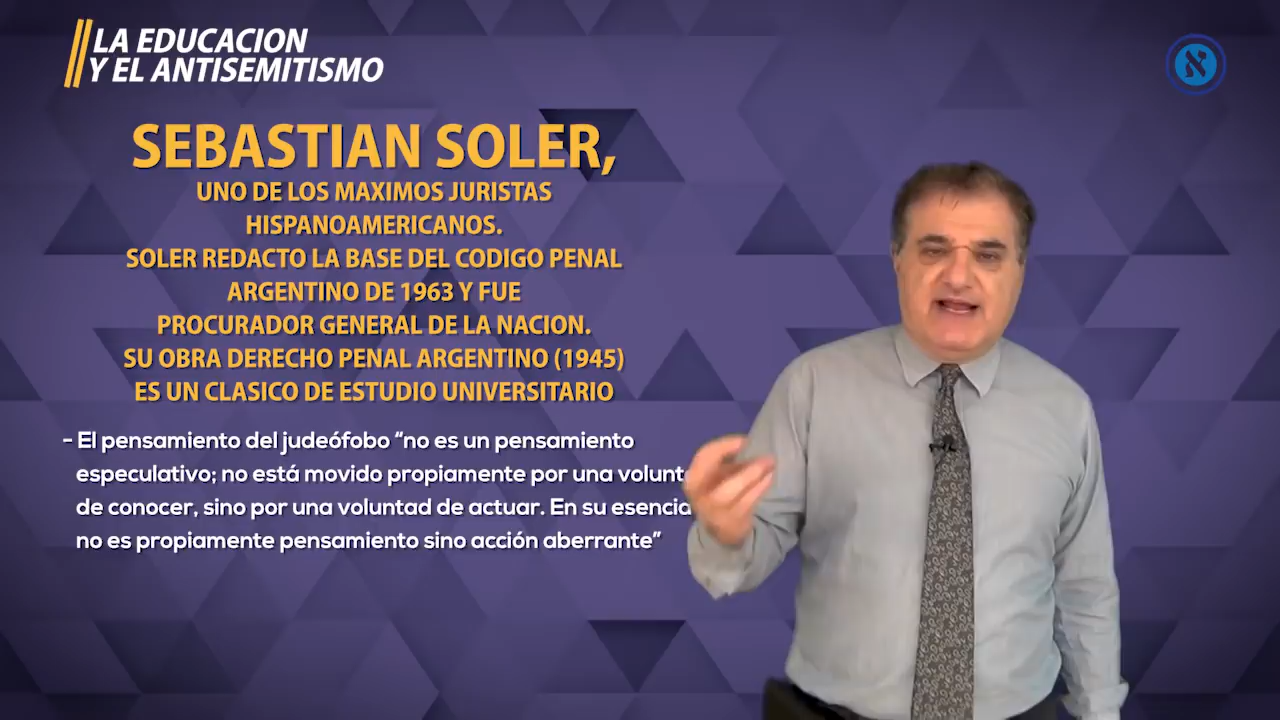 LA EDUCACION
Y EL ANTISEMITISMO
א
SEBASTIAN SOLER,
UNO DE LOS MAXIMOS JURISTAS
HISPANOAMERICANOS.
SOLER REDACTO LA BASE DEL CODIGO PENAL
ARGENTINO DE 1963 Y FUE
PROCURADOR GENERAL DE LA NACION.
SU OBRA DERECHO PENAL ARGENTINO (1945)
ES UN CLASICO DE ESTUDIO UNIVERSITARIO
- El pensamiento del judeófobo “no es un pensamiento
especulativo; no está movido propiamente por una
de conocer, sino por una voluntad de actuar. En su esencia
no es propiamente pensamiento sino acción aberrante”